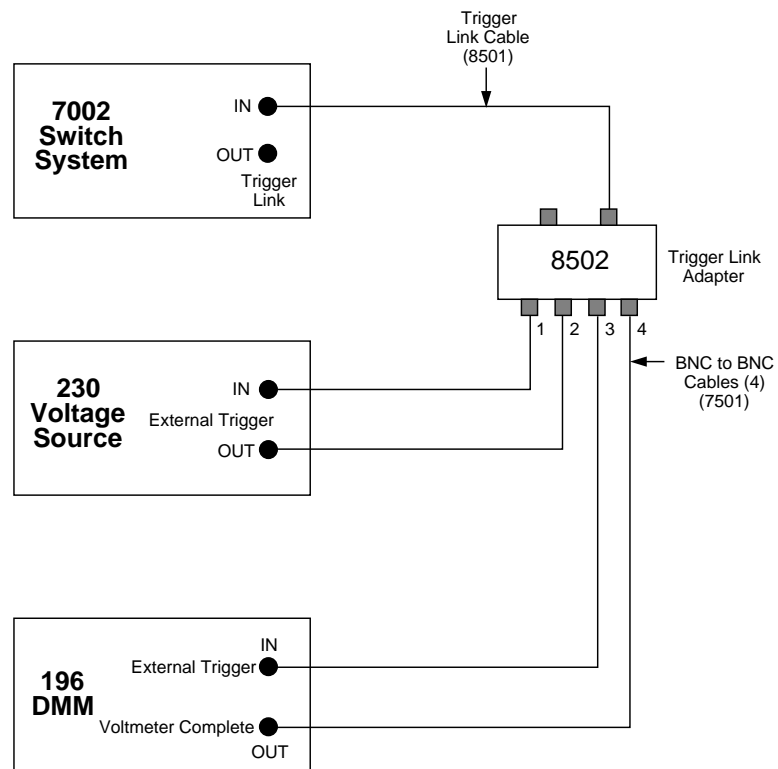 Trigger
Link Cable
(8501)
7002
Switch
System
IN
OUT
Trigger
Link
8502
Trigger Link
Adapter
1
2
3
4
BNC to BNC
Cables (4)
(7501)
230
Voltage
Source
IN
External Trigger
OUT
196
DMM
IN
External Trigger
Voltmeter Complete
OUT